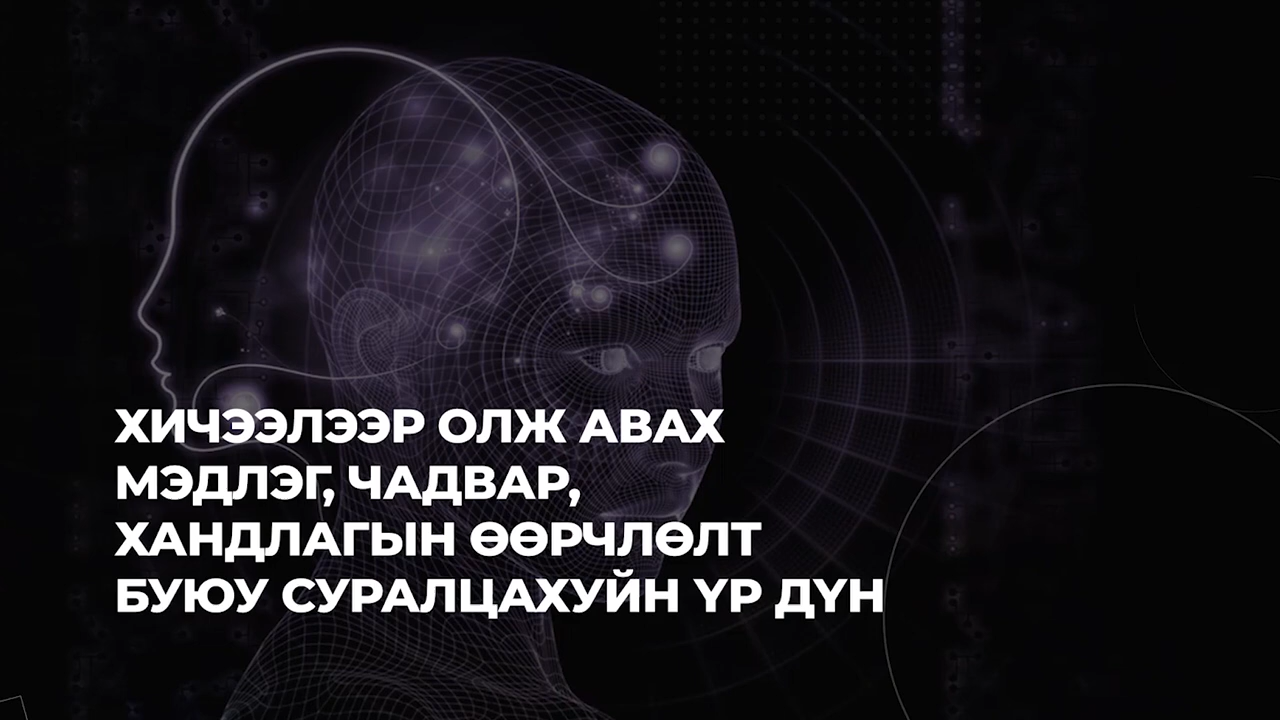 ХИЧЭЭЛЭЭР ОЛЖ АВАХ
МЭДЛЭГ, ЧАДВАР,
ХАНДЛАГЫН ӨӨРЧЛӨЛТ
БУЮУ СУРАЛЦАХУЙН ҮР ДҮН